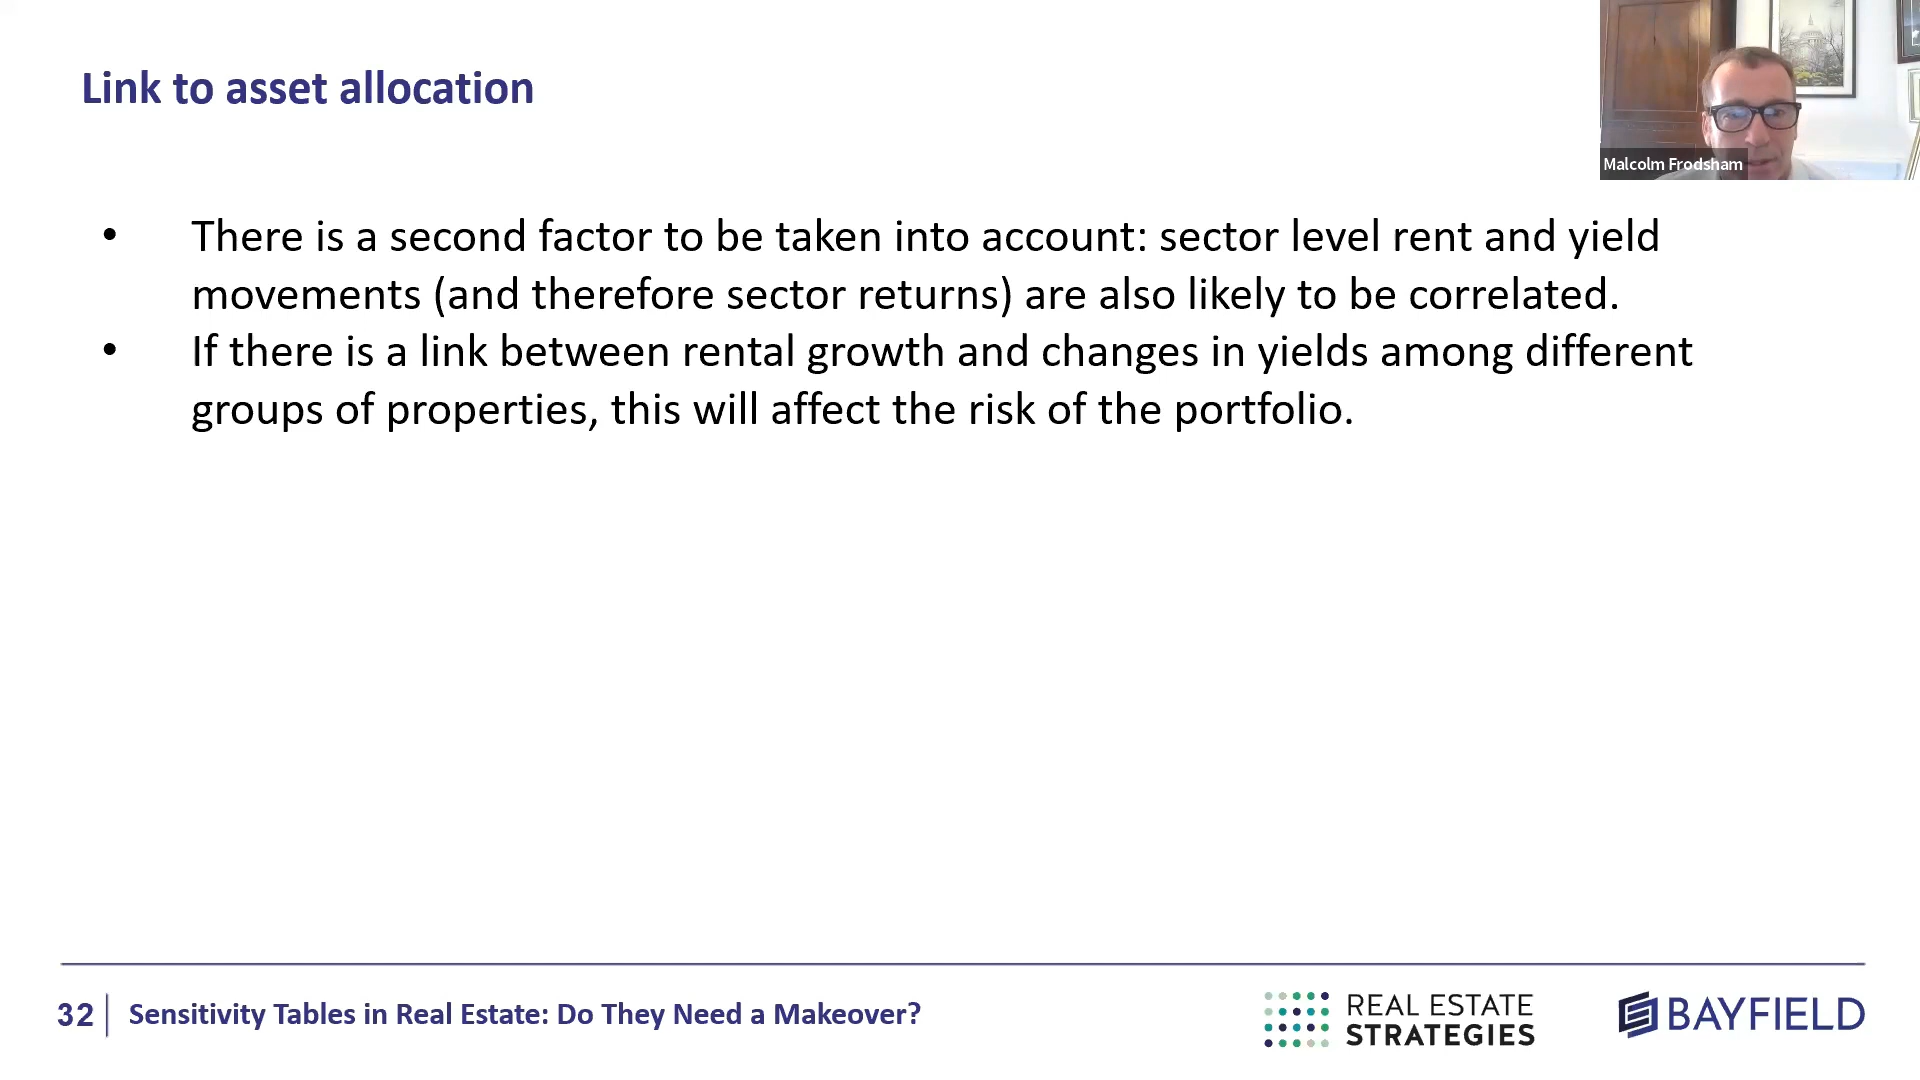 Link to asset allocation
Malcolm Frodsham
• There is a second factor to be taken into account: sector level rent and yield
movements (and therefore sector returns) are also likely to be correlated.
• If there is a link between rental growth and changes in yields among different
groups of properties, this will affect the risk of the portfolio.
32 Sensitivity Tables in Real Estate: Do They Need a Makeover?
REAL ESTATE
STRATEGIES
BAYFIELD